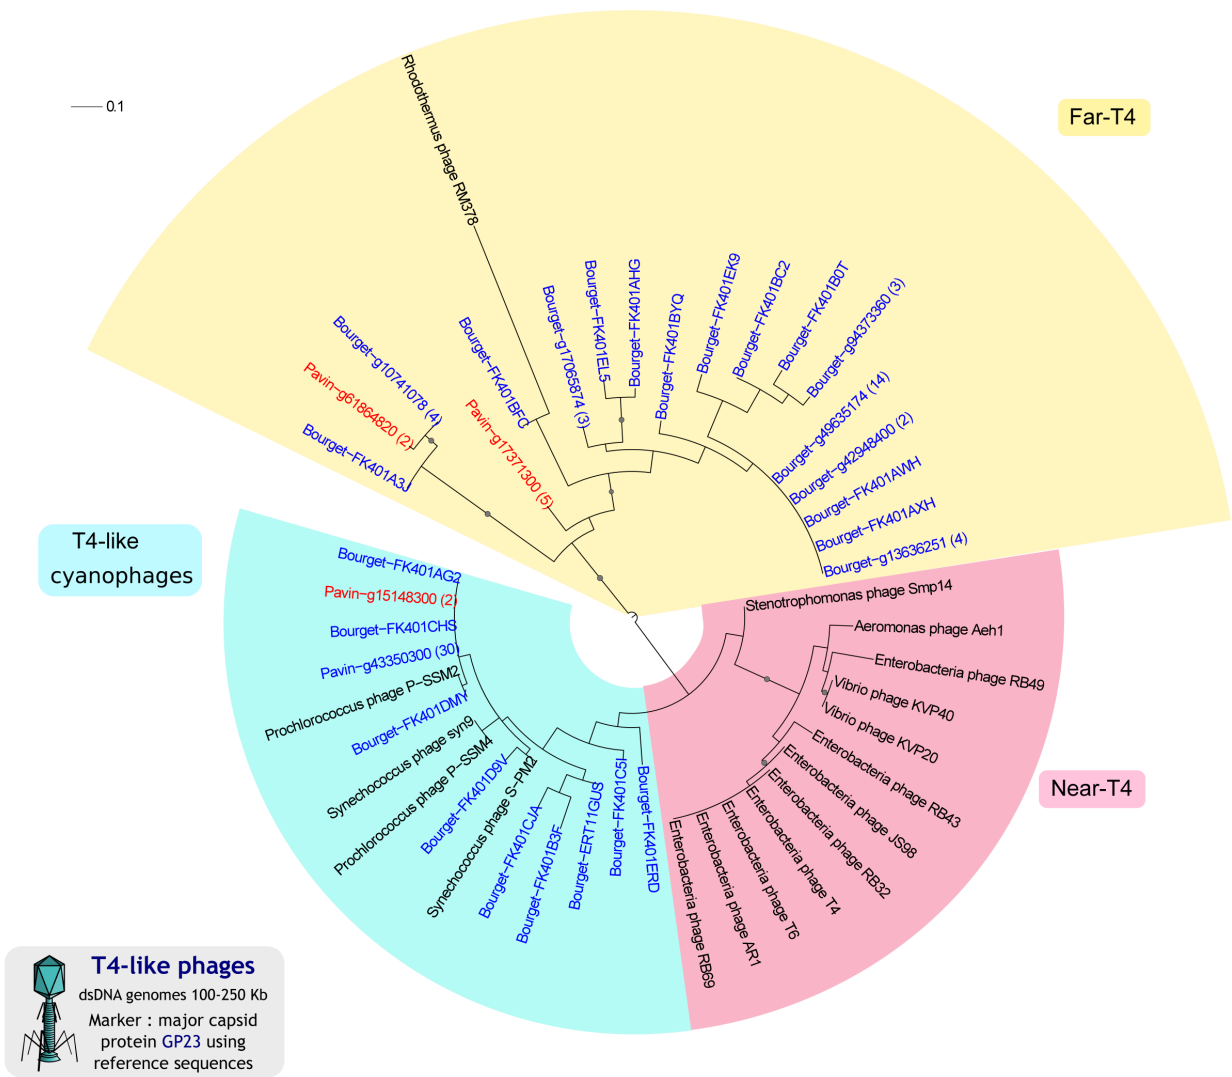 0.1
Far-T4
Rhodothermus phage RM378
Bourget-FK401A3J
Pavin-g61864820 (2)
Bourget-g10741078 (4)
Pavin-g17371300 (5)
Bourget-FK401BFC
Bourget-g17065874 (3)
Bourget-FK401EL5
Bourget-FK401AHG
Bourget-FK401BYQ
Bourget-FK401EK9
Bourget-FK401BC2
Bourget-FK401B0T
Bourget-g94373360 (3)
Bourget-g49635174 (14)
Bourget-g42948400 (2)
Bourget-FK401AWH
Bourget-FK401AXH
Bourget-g13636251 (4)
T4-like
cyanophages
Bourget-FK401AG2
Pavin-g15148300 (2)
Bourget-FK401CHS
Pavin-g43350300 (30)
Prochlorococcus phage P-SSM2
Bourget-FK401DMY
Synechococcus phage syn9
Prochlorococcus phage P-SSM4
Bourget-FK401D9V
Synechococcus phage S-PM2
Bourget-FK401CJA
Bourget-FK401B3F
Bourget-ERT11GUS
Bourget-FK401C5I
Bourget-FK401ERD
Near-T4
Stenotrophomonas phage Smp14
Aeromonas phage Aeh1
Enterobacteria phage RB49
Vibrio phage KVP40
Vibrio phage KVP20
Enterobacteria phage RB43
Enterobacteria phage JS98
Enterobacteria phage RB32
Enterobacteria phage T4
Enterobacteria phage T6
Enterobacteria phage AR1
Enterobacteria phage RB69
T4-like phages
dsDNA genomes 100-250 Kb
Marker : major capsid
protein GP23 using
reference sequences